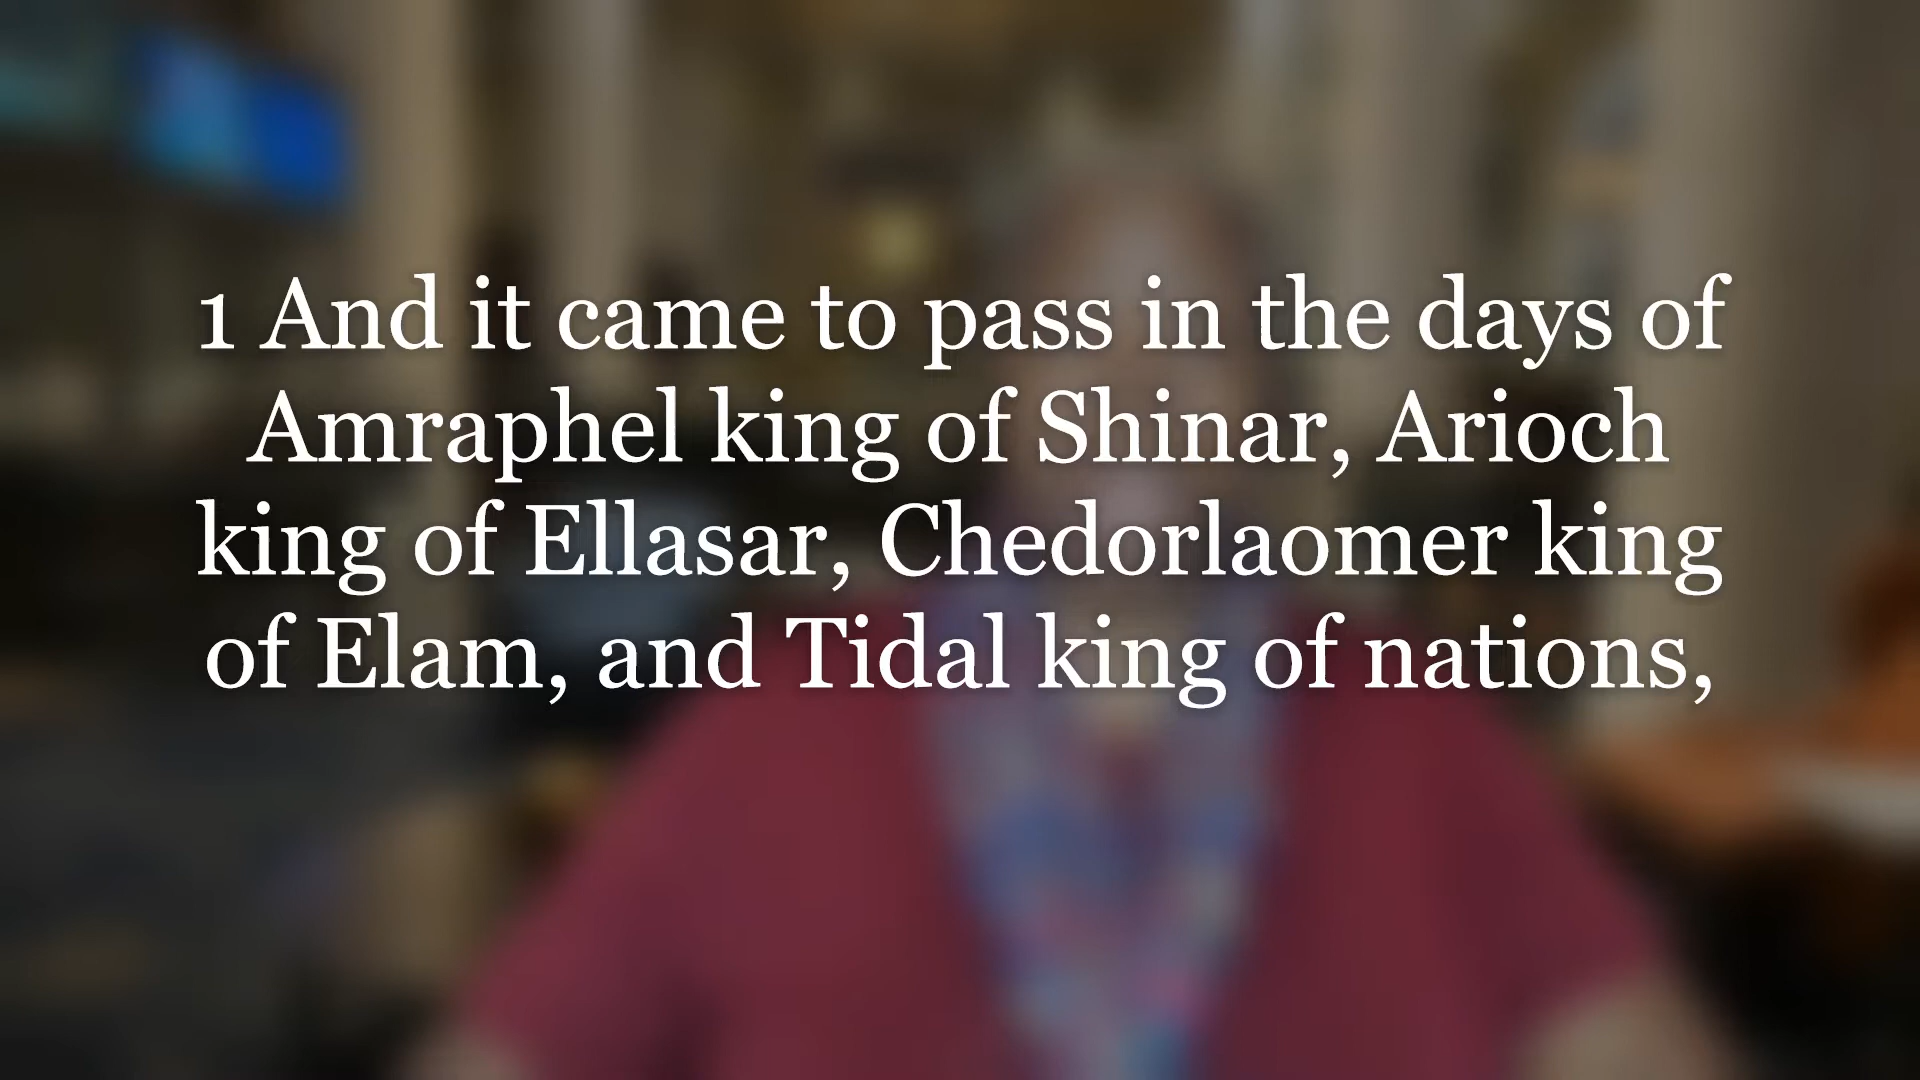 1 And it came to pass in the days of
Amraphel king of Shinar, Arioch
king of Ellasar, Chedorlaomer king
of Elam, and Tidal king of nations,